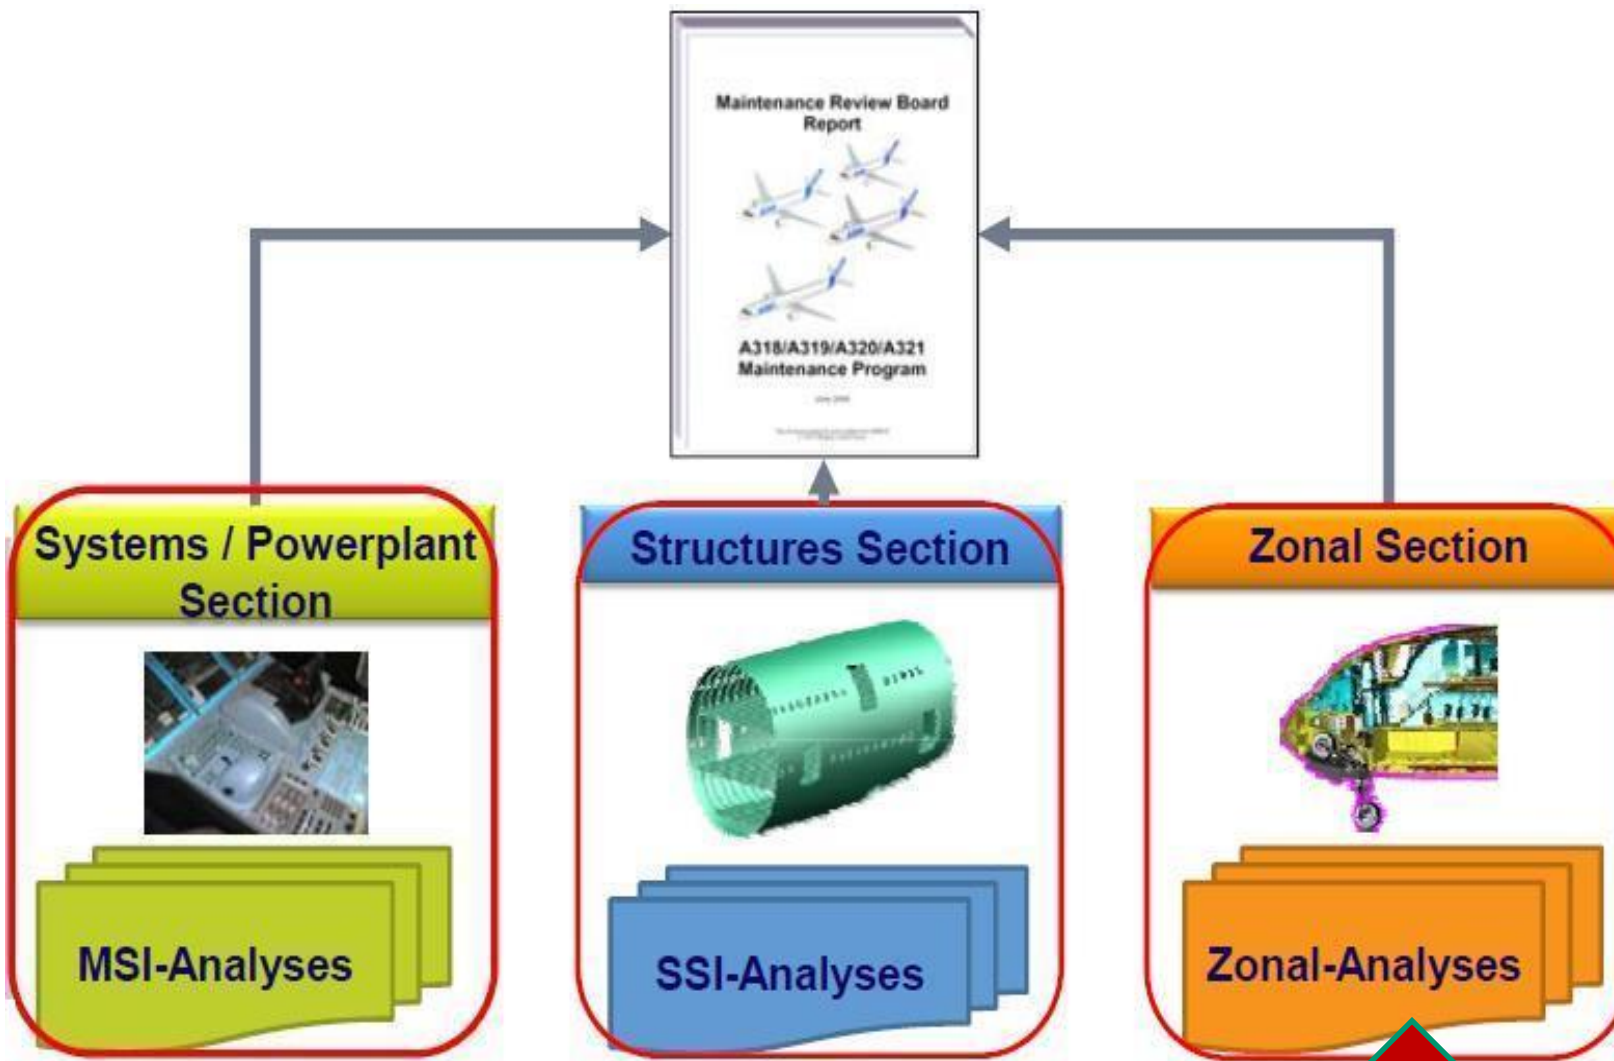 Maintenance Review Board
Report
A318/A319/A320/A321
Maintenance Program
Systems / Powerplant
Section
Structures Section
Zonal Section
MSI-Analyses
SSI-Analyses
Zonal-Analyses